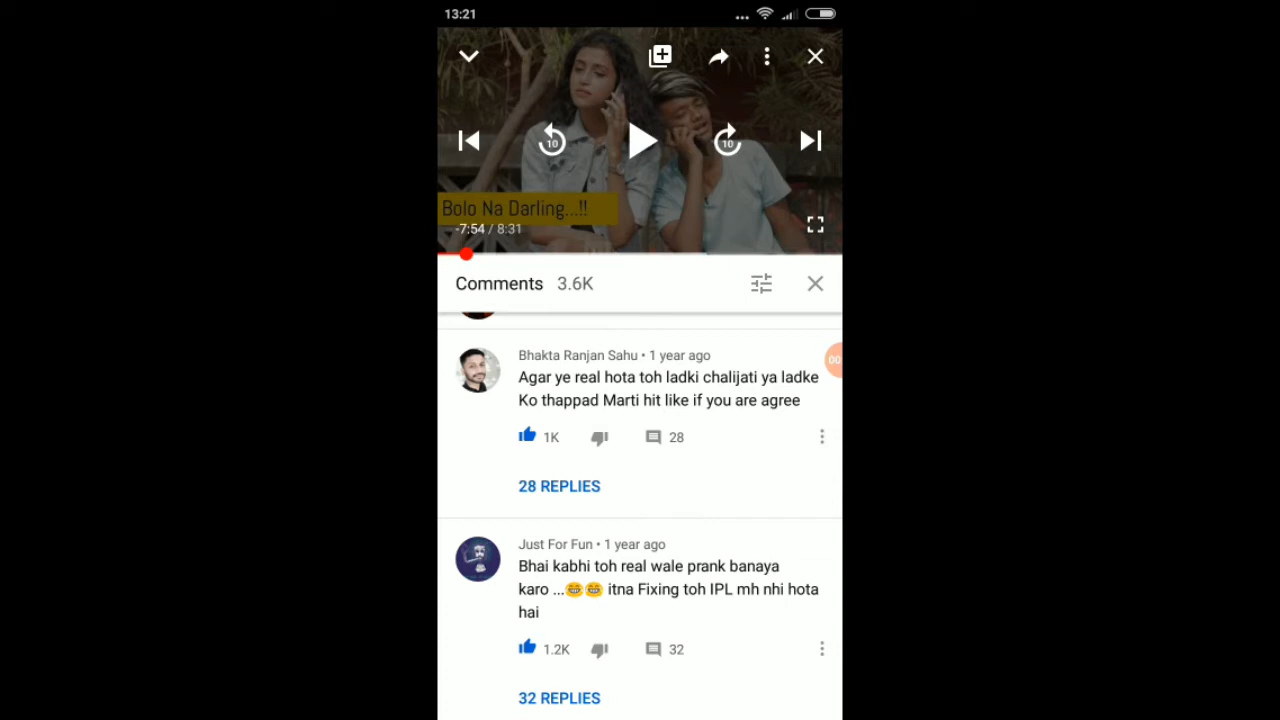 13:21
10
10
Bolo Na Darling...!!
-7:54 / 8:31
Comments 3.6K
Bhakta Ranjan Sahu • 1 year ago
00
Agar ye real hota toh ladki chalijati ya ladke
Ko thappad Marti hit like if you are agree
1K 28
28 REPLIES
Just For Fun • 1 year ago
Bhai kabhi toh real wale prank banaya
karo ...😂😂 itna Fixing toh IPL mh nhi hota
hai
1.2K 32
32 REPLIES